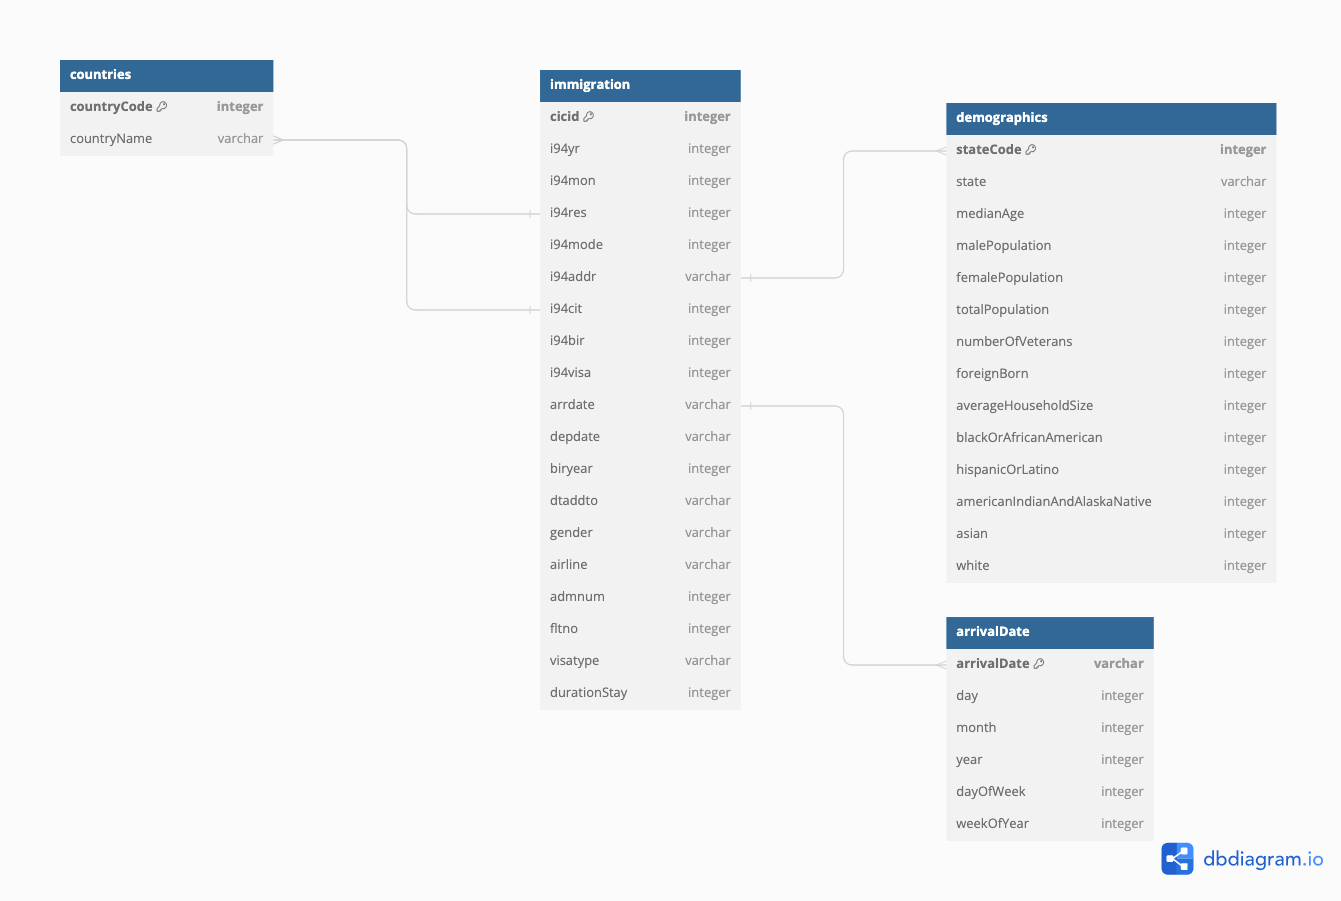 countries
countryCode integer
countryName varchar
immigration
cicid integer
i94yr integer
i94mon integer
i94res integer
i94mode integer
i94addr varchar
i94cit integer
i94bir integer
i94visa integer
arrdate varchar
depdate varchar
biryear integer
dtaddto varchar
gender varchar
airline varchar
admnum integer
fltno integer
visatype varchar
durationStay integer
demographics
stateCode integer
state varchar
medianAge integer
malePopulation integer
femalePopulation integer
totalPopulation integer
numberOfVeterans integer
foreignBorn integer
averageHouseholdSize integer
blackOrAfricanAmerican integer
hispanicOrLatino integer
americanIndianAndAlaskaNative integer
asian integer
white integer
arrivalDate
arrivalDate varchar
day integer
month integer
year integer
dayOfWeek integer
weekOfYear integer
dbdiagram.io